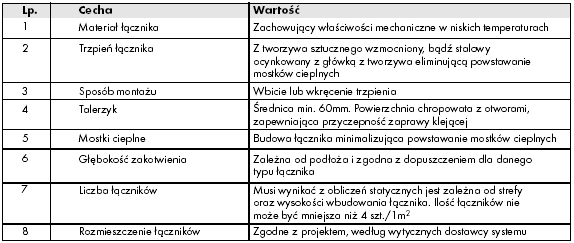 Lp. Cecha Wartość
1 Materiał łącznika Zachowujący właściwości mechaniczne w niskich temperaturach
2 Trzpień łącznika Z tworzywa sztucznego wzmocniony, bądź stalowy
ocynkowany z główką z tworzywa eliminującą powstawanie
mostków cieplnych
3 Sposób montażu Wbicie lub wkręcenie trzpienia
4 Talerzyk Średnica min. 60mm. Powierzchnia chropowata z otworami,
zapewniająca przyczepność zaprawy klejącej
5 Mostki cieplne Budowa łącznika minimalizująca powstawanie mostków cieplnych
6 Głębokość zakotwienia Zależna od podłoża i zgodna z dopuszczeniem dla danego
typu łącznika
7 Liczba łączników Musi wynikać z obliczeń statycznych jest zależna od strefy
oraz wysokości wbudowania łącznika. Ilość łączników nie
może być mniejsza niż 4 szt./1m²
8 Rozmieszczenie łączników Zgodne z projektem, według wytycznych dostawcy systemu